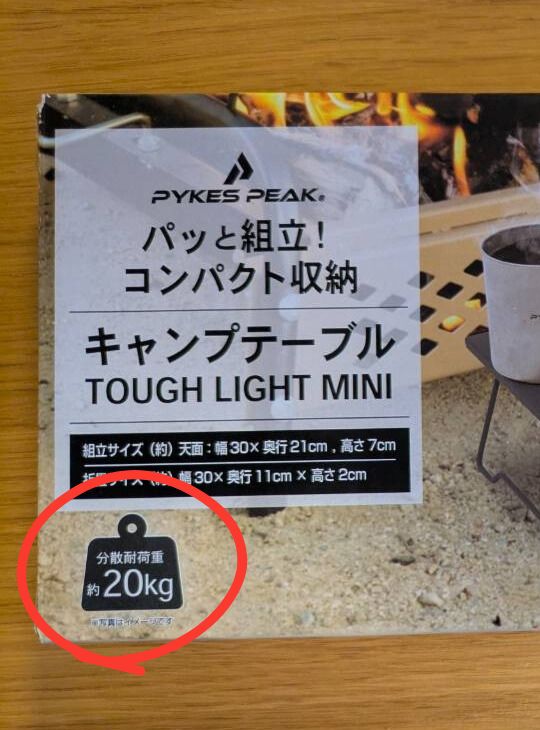 PYKES PEAK®
パッと組立!
コンパクト収納
キャンプテーブル
TOUGH LIGHT MINI
組立サイズ(約)天面:幅30×奥行21cm,高さ7cm
サイズ(約)幅30×奥行11cm×高さ2cm
分散耐荷重
約20kg
※写真はイメージです